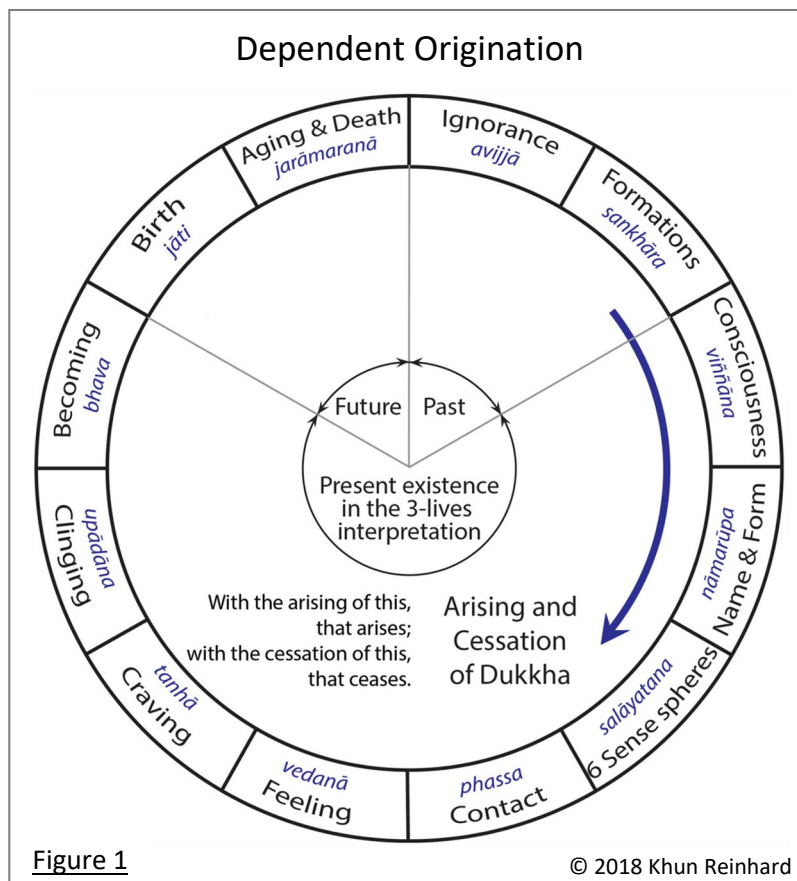 Dependent Origination
Ignorance
avijjā
Formations
sankhāra
Consciousness
viññāna
Name & Form
nāmarūpa
6 Sense spheres
salāyatana
Contact
phassa
Feeling
vedanā
Craving
tanhā
Clinging
upādāna
Becoming
bhava
Birth
jāti
Aging & Death
jarāmaranā
Future
Past
Present existence
in the 3-lives
interpretation
With the arising of this,
that arises;
with the cessation of this,
that ceases.
Arising and
Cessation
of Dukkha
Figure 1
© 2018 Khun Reinhard